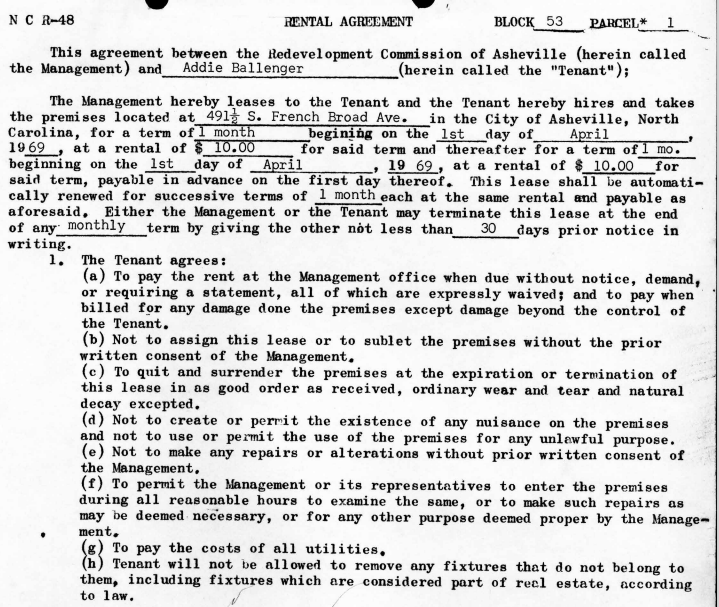 N C R-48 RENTAL AGREEMENT BLOCK 53 PARCEL* 1
This agreement between the Redevelopment Commission of Asheville (herein called
the Management) and Addie Ballenger (herein called the "Tenant");
The Management hereby leases to the Tenant and the Tenant hereby hires and takes
the premises located at 491½ S. French Broad Ave. in the City of Asheville, North
Carolina, for a term of 1 month begining on the 1st day of April ,
1969 , at a rental of $ 10.00 for said term and thereafter for a term of 1 mo.
beginning on the 1st day of April , 19 69 , at a rental of $ 10.00 for
said term, payable in advance on the first day thereof. This lease shall be automati-
cally renewed for successive terms of 1 month each at the same rental and payable as
aforesaid. Either the Management or the Tenant may terminate this lease at the end
of any monthly term by giving the other not less than 30 days prior notice in
writing.
1. The Tenant agrees:
(a) To pay the rent at the Management office when due without notice, demand,
or requiring a statement, all of which are expressly waived; and to pay when
billed for any damage done the premises except damage beyond the control of
the Tenant.
(b) Not to assign this lease or to sublet the premises without the prior
written consent of the Management.
(c) To quit and surrender the premises at the expiration or termination of
this lease in as good order as received, ordinary wear and tear and natural
decay excepted.
(d) Not to create or permit the existence of any nuisance on the premises
and not to use or permit the use of the premises for any unlawful purpose.
(e) Not to make any repairs or alterations without prior written consent of
the Management.
(f) To permit the Management or its representatives to enter the premises
during all reasonable hours to examine the same, or to make such repairs as
may be deemed necessary, or for any other purpose deemed proper by the Manage-
ment.
(g) To pay the costs of all utilities.
(h) Tenant will not be allowed to remove any fixtures that do not belong to
them, including fixtures which are considered part of real estate, according
to law.